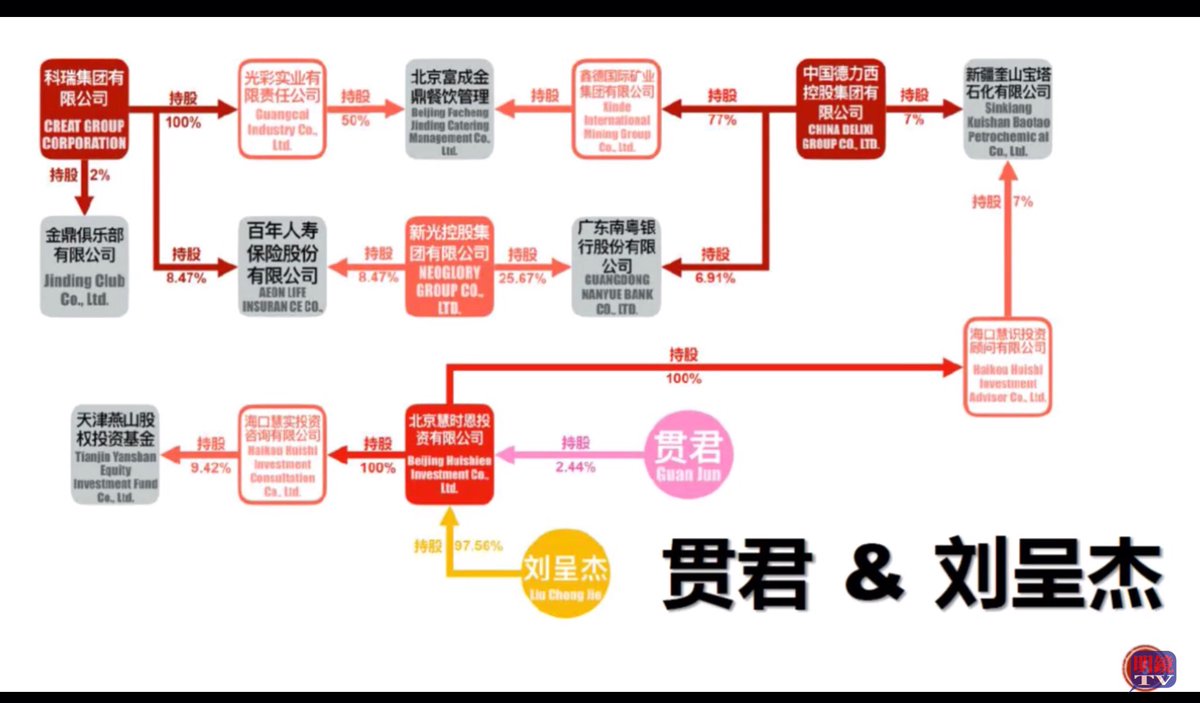 科瑞集团有
限公司
CREAT GROUP
CORPORATION
持股
100%
光彩实业有
限责任公司
Guangcai
Industry Co.,
Ltd.
持股
50%
北京富成金
鼎餐饮管理
Beijing Fucheng
Jinding Catering
Management Co.,
Ltd.
持股
鑫德国际矿业
集团有限公司
Xinde
International
Mining Group
Co., Ltd.
持股
77%
中国德力西
控股集团有
限公司
CHINA DELIXI
GROUP CO., LTD.
持股
7%
新疆奎山宝塔
石化有限公司
Sinkiang
Kuishan Baotao
Petrochemic al
Co., Ltd.
持股 2%
持股 7%
金鼎俱乐部
有限公司
Jinding Club
Co., Ltd.
持股
8.47%
百年人寿
保险股份
有限公司
AEON LIFE
INSURAN CE CO.,
持股
8.47%
新光控股集
团有限公司
NEOGLORY
GROUP CO.,
LTD.
持股
25.67%
广东南粤银
行股份有限
公司
GUANGDONG
NANYUE BANK
CO., LTD.
持股
6.91%
持股
100%
海口慧识投资
顾问有限公司
Haikou Huishi
Investment
Adviser Co., Ltd.
天津燕山股
权投资基金
Tianjin Yanshan
Equity
Investment Fund
Co., Ltd.
持股
9.42%
海口慧实投资
咨询有限公司
Haikou Huishi
Investment
Consultation
Co., Ltd.
持股
100%
北京慧时恩投
资有限公司
Beijing Huishien
Investment Co.,
Ltd.
持股
2.44%
贯君
Guan Jun
持股 97.56%
刘呈杰
Liu Cheng Jie
贯君 & 刘呈杰
明鏡
TV